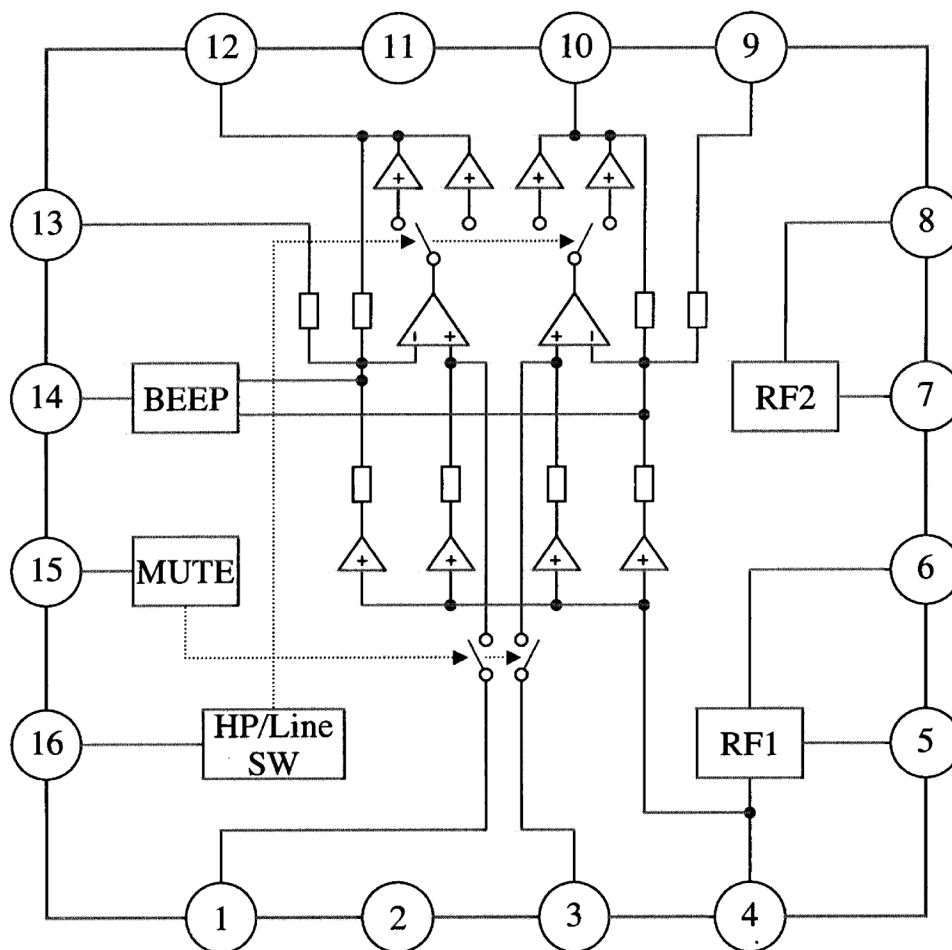 12 11 10 9
+ + + +
13 8
- + + -
14 BEEP RF2 7
+ + + +
15 MUTE 6
16 HP/Line
SW
RF1 5
1 2 3 4